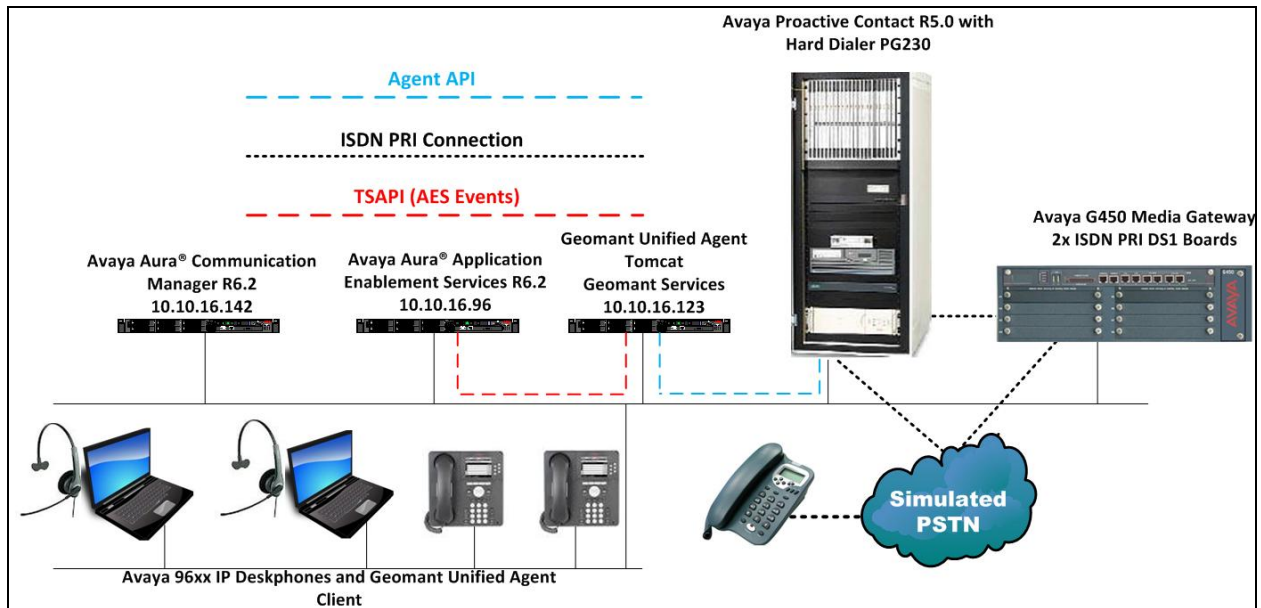 Avaya Proactive Contact R5.0 with
Hard Dialer PG230
Agent API
ISDN PRI Connection
TSAPI (AES Events)
Avaya Aura® Communication
Manager R6.2
10.10.16.142
Avaya Aura® Application
Enablement Services R6.2
10.10.16.96
Geomant Unified Agent
Tomcat
Geomant Services
10.10.16.123
Avaya G450 Media Gateway
2x ISDN PRI DS1 Boards
AVAYA
Simulated
PSTN
Avaya 96xx IP Deskphones and Geomant Unified Agent
Client